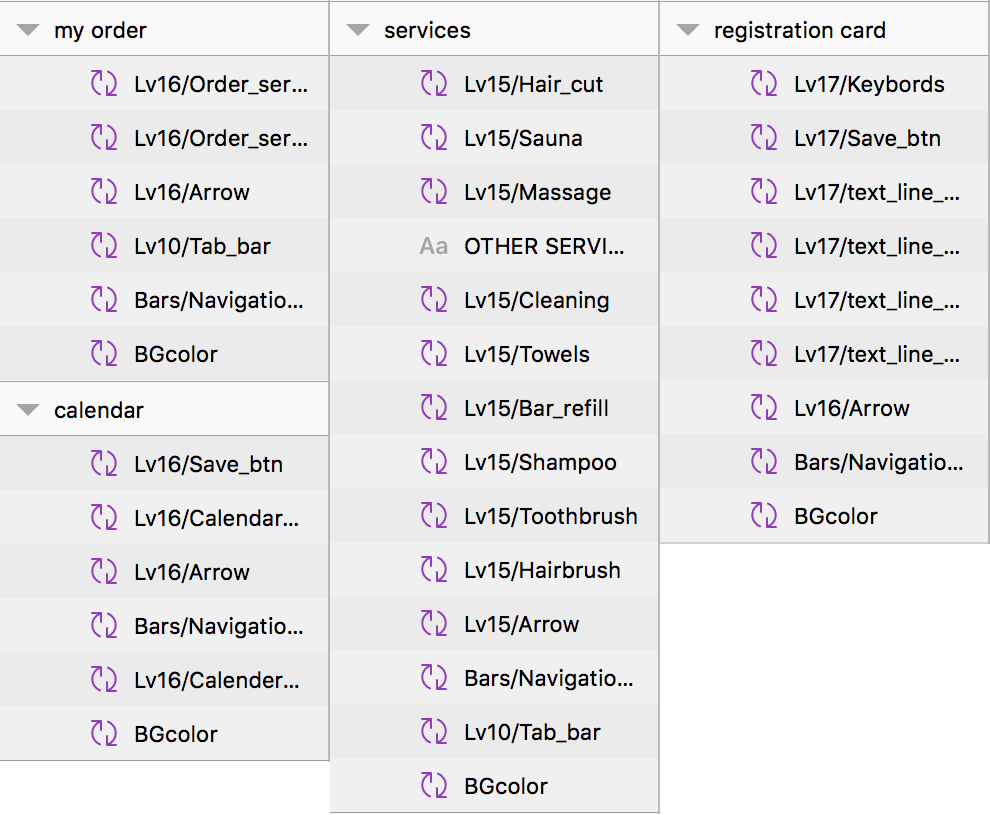 my order
Lv16/Order_ser...
Lv16/Order_ser...
Lv16/Arrow
Lv10/Tab_bar
Bars/Navigatio...
BGcolor
calendar
Lv16/Save_btn
Lv16/Calendar...
Lv16/Arrow
Bars/Navigatio...
Lv16/Calender...
BGcolor
services
Lv15/Hair_cut
Lv15/Sauna
Lv15/Massage
Aa OTHER SERVI...
Lv15/Cleaning
Lv15/Towels
Lv15/Bar_refill
Lv15/Shampoo
Lv15/Toothbrush
Lv15/Hairbrush
Lv15/Arrow
Bars/Navigatio...
Lv10/Tab_bar
BGcolor
registration card
Lv17/Keybords
Lv17/Save_btn
Lv17/text_line_...
Lv17/text_line_...
Lv17/text_line_...
Lv17/text_line_...
Lv16/Arrow
Bars/Navigatio...
BGcolor